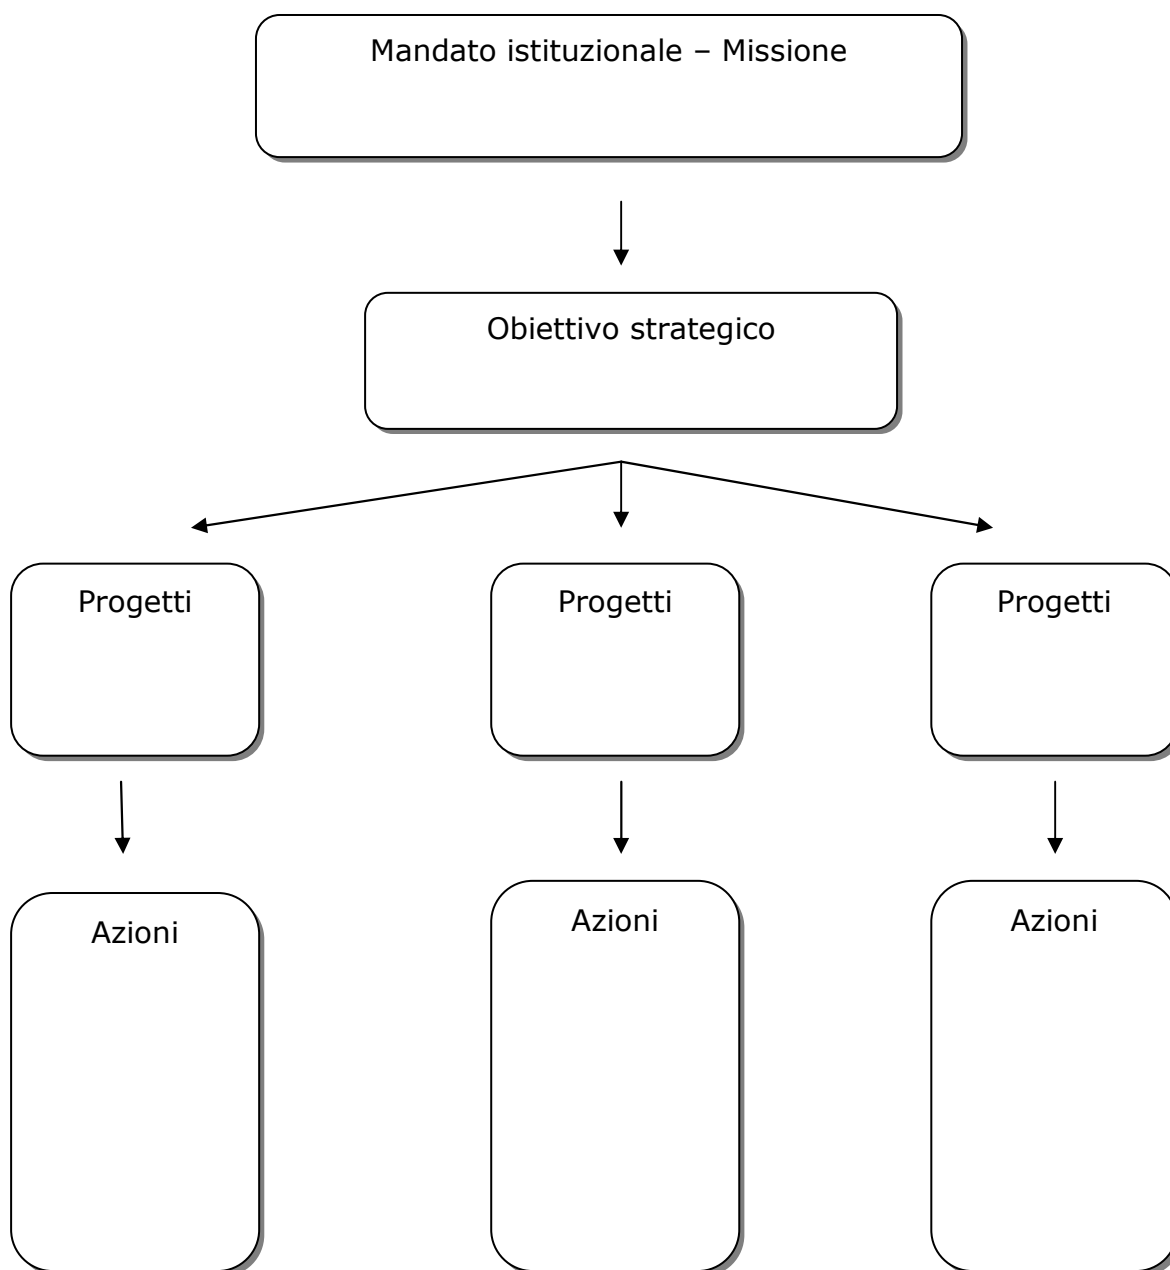 Mandato istituzionale – Missione
Obiettivo strategico
Progetti
Progetti
Progetti
Azioni
Azioni
Azioni